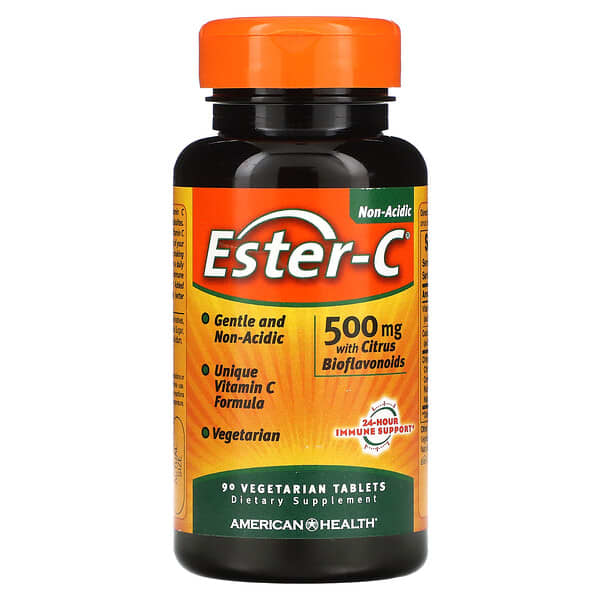 Non-Acidic
Ester-C®
Gentle and
Non-Acidic
Unique
Vitamin C
Formula
Vegetarian
500 mg
with Citrus
Bioflavonoids
24-HOUR
IMMUNE SUPPORT*
90 VEGETARIAN TABLETS
Dietary Supplement
AMERICAN HEALTH®